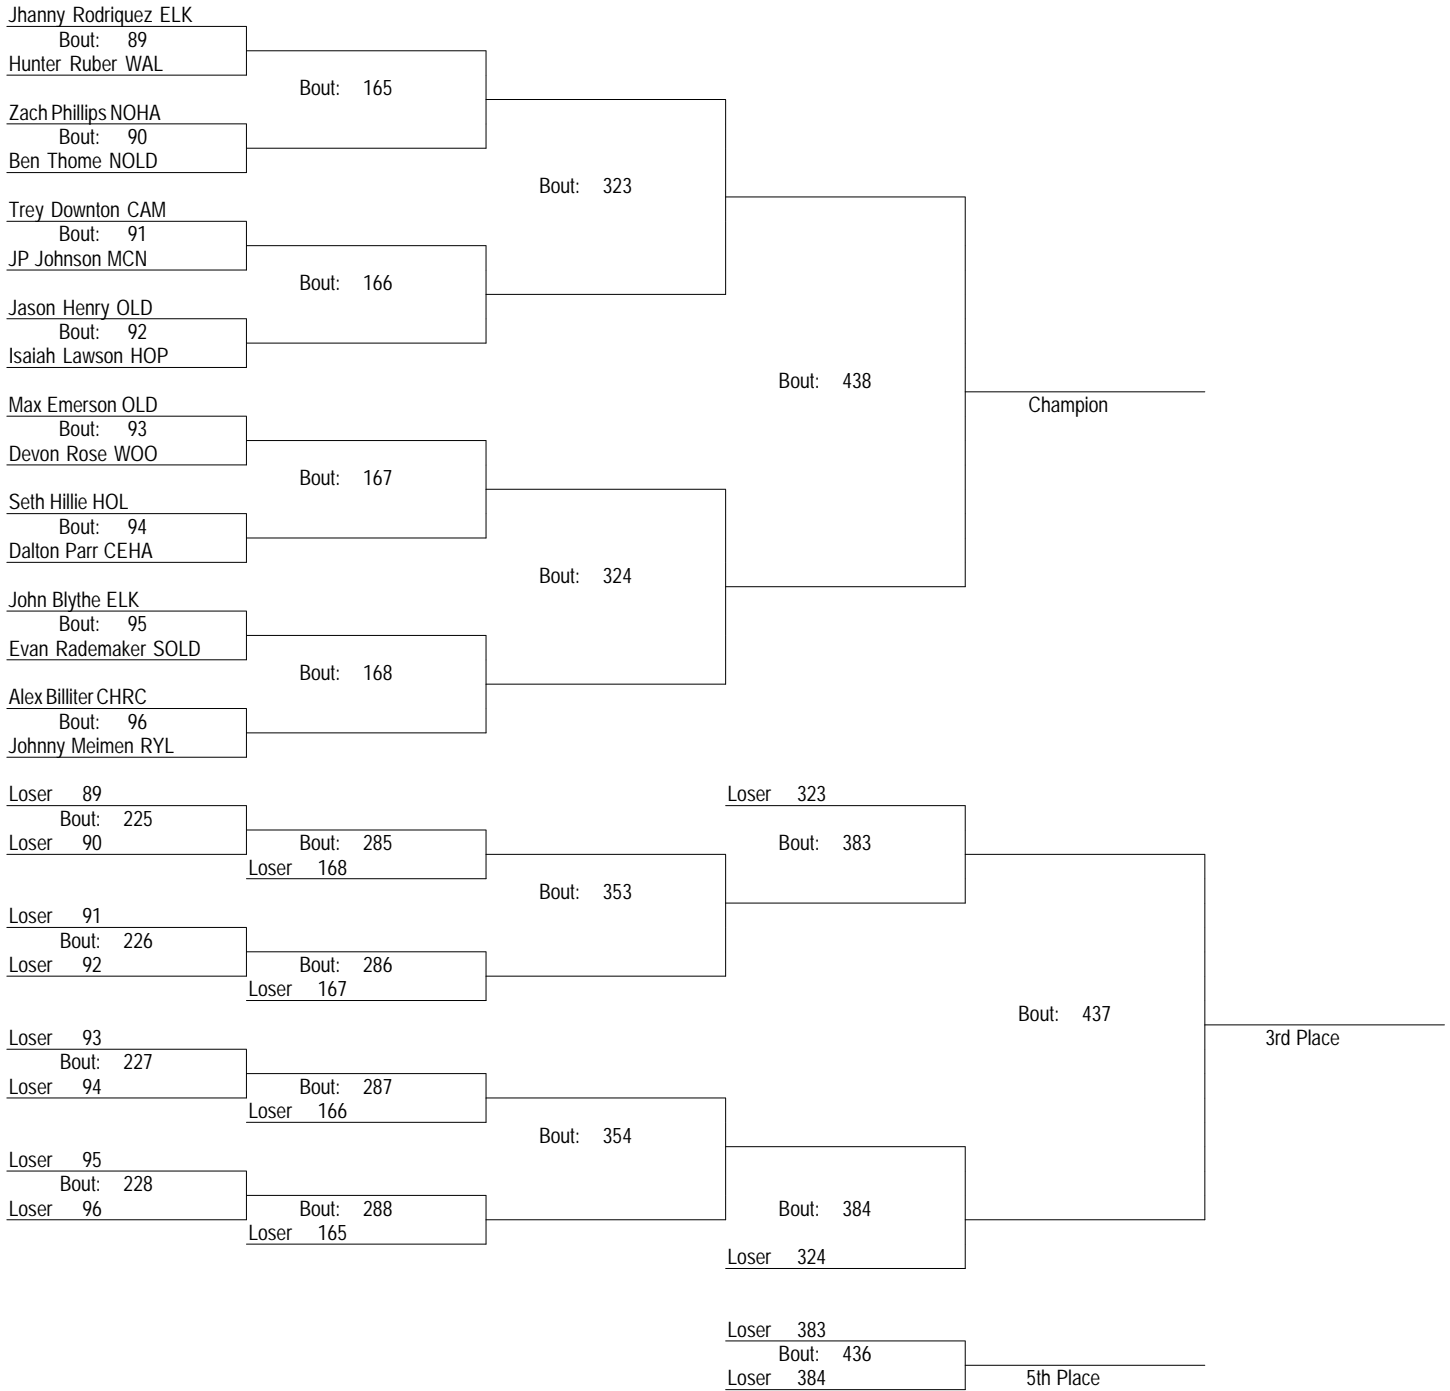 Jhanny Rodriquez ELK
Bout: 89
Hunter Ruber WAL
Bout: 165
Zach Phillips NOHA
Bout: 90
Ben Thome NOLD
Bout: 323
Trey Downton CAM
Bout: 91
JP Johnson MCN
Bout: 166
Jason Henry OLD
Bout: 92
Isaiah Lawson HOP
Bout: 438
Champion
Max Emerson OLD
Bout: 93
Devon Rose WOO
Bout: 167
Seth Hillie HOL
Bout: 94
Dalton Parr CEHA
Bout: 324
John Blythe ELK
Bout: 95
Evan Rademaker SOLD
Bout: 168
Alex Billiter CHRC
Bout: 96
Johnny Meimen RYL
Loser 89
Bout: 225
Loser 90
Bout: 285
Loser 168
Loser 323
Bout: 383
Bout: 353
Loser 91
Bout: 226
Loser 92
Bout: 286
Loser 167
Bout: 437
3rd Place
Loser 93
Bout: 227
Loser 94
Bout: 287
Loser 166
Bout: 354
Loser 95
Bout: 228
Loser 96
Bout: 288
Loser 165
Bout: 384
Loser 324
Loser 383
Bout: 436
Loser 384
5th Place